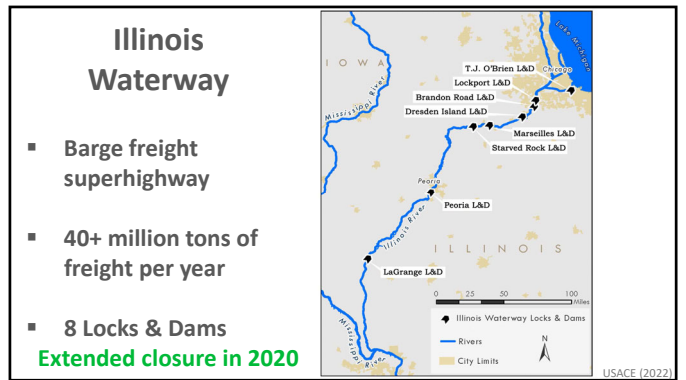 Illinois
Waterway
▪ Barge freight
superhighway
▪ 40+ million tons of
freight per year
▪ 8 Locks & Dams
Extended closure in 2020
Lake Michigan
IOWA
Chicago
T.J. O'Brien L&D
Lockport L&D
Brandon Road L&D
Mississippi River
Dresden Island L&D
Marseilles L&D
Starved Rock L&D
Peoria
Peoria L&D
Illinois River
ILLINOIS
LaGrange L&D
Mississippi River
0 25 50 100
Miles
Illinois Waterway Locks & Dams
Rivers
City Limits
N
USACE (2022)